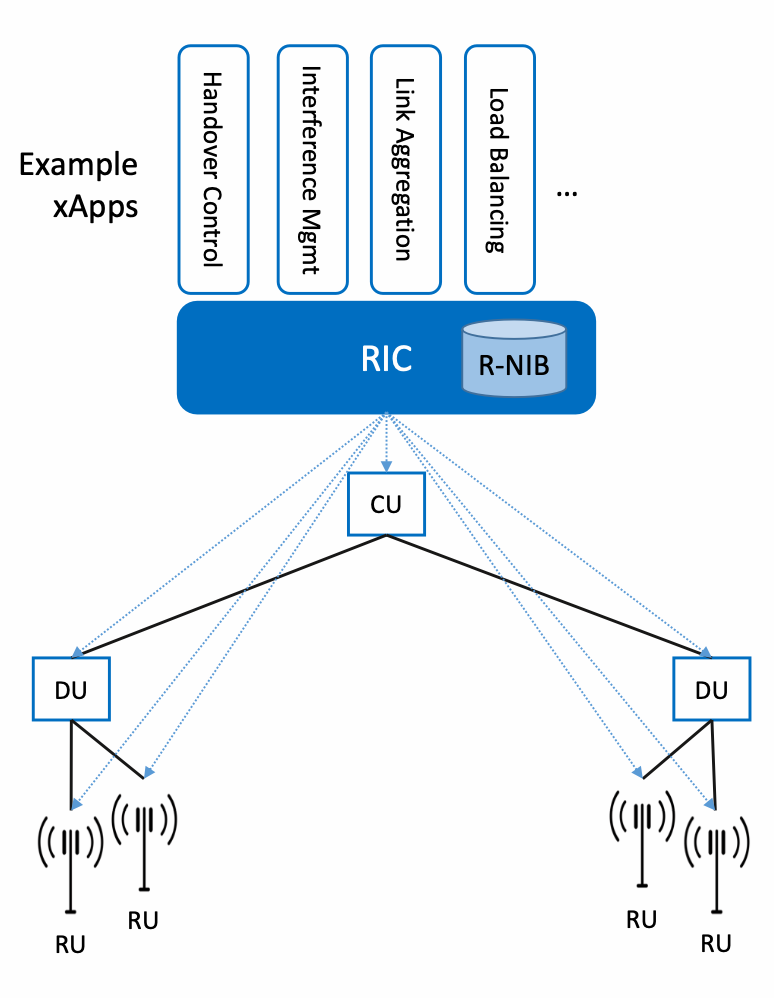 Example
xApps
Handover Control
Interference Mgmt
Link Aggregation
Load Balancing
...
RIC
R-NIB
CU
DU
DU
RU
RU
RU
RU